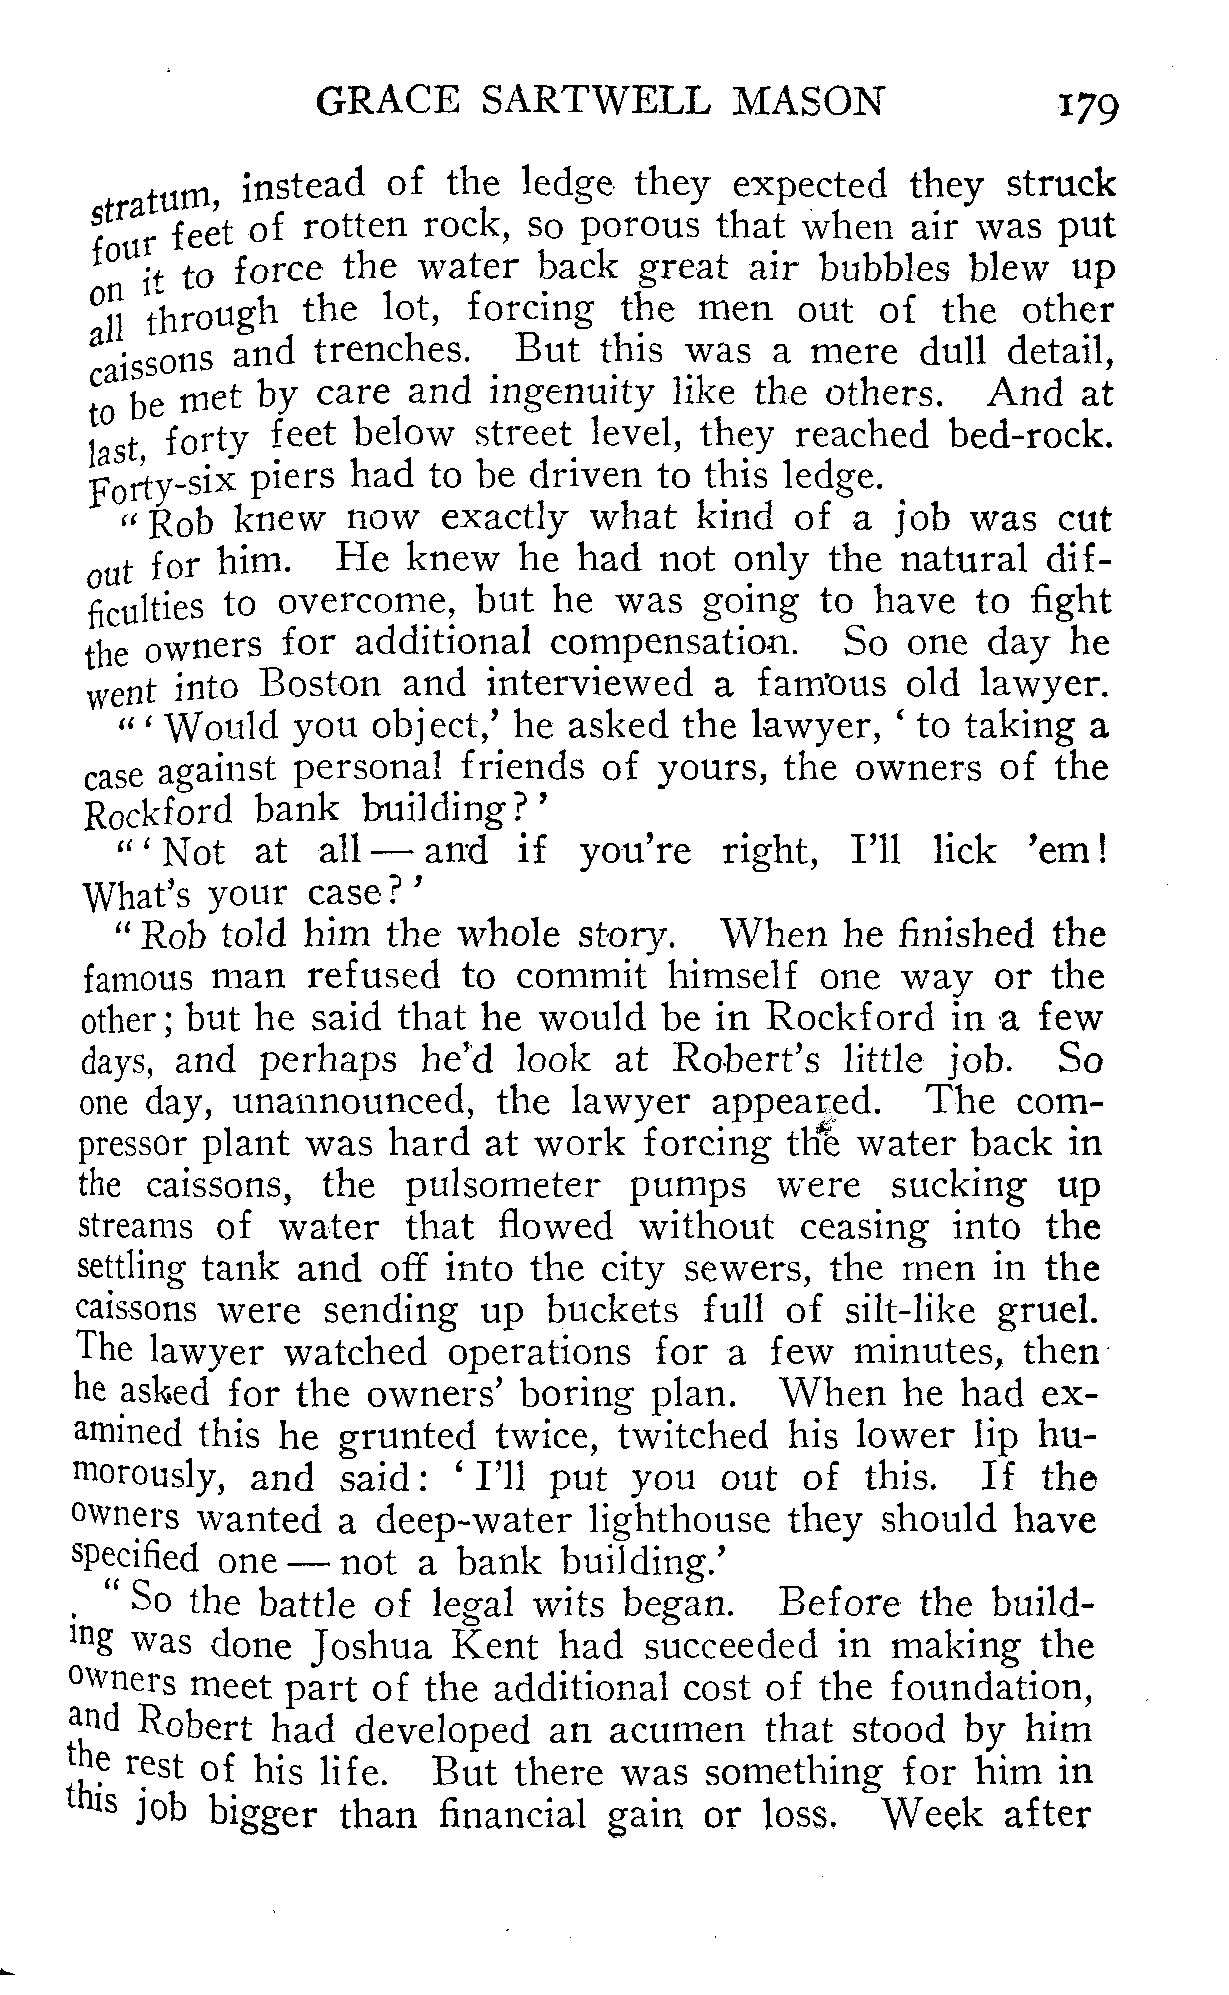 GRACE SARTWELL MASON 179
stratum, instead of the ledge they expected they struck
four feet of rotten rock, so porous that when air was put
on it to force the water back great air bubbles blew up
all through the lot, forcing the men out of the other
caissons and trenches. But this was a mere dull detail,
to be met by care and ingenuity like the others. And at
last, forty feet below street level, they reached bed-rock.
Forty-six piers had to be driven to this ledge.
"Rob knew now exactly what kind of a job was cut
out for him. He knew he had not only the natural dif-
ficulties to overcome, but he was going to have to fight
the owners for additional compensation. So one day he
went into Boston and interviewed a famous old lawyer.
"'Would you object,' he asked the lawyer, 'to taking a
case against personal friends of yours, the owners of the
Rockford bank building?'
"'Not at all — and if you're right, I'll lick 'em!
What's your case?'
"Rob told him the whole story. When he finished the
famous man refused to commit himself one way or the
other; but he said that he would be in Rockford in a few
days, and perhaps he'd look at Robert's little job. So
one day, unannounced, the lawyer appeared. The com-
pressor plant was hard at work forcing the water back in
the caissons, the pulsometer pumps were sucking up
streams of water that flowed without ceasing into the
settling tank and off into the city sewers, the men in the
caissons were sending up buckets full of silt-like gruel.
The lawyer watched operations for a few minutes, then
he asked for the owners' boring plan. When he had ex-
amined this he grunted twice, twitched his lower lip hu-
morously, and said: 'I'll put you out of this. If the
owners wanted a deep-water lighthouse they should have
specified one — not a bank building.'
"So the battle of legal wits began. Before the build-
ing was done Joshua Kent had succeeded in making the
owners meet part of the additional cost of the foundation,
and Robert had developed an acumen that stood by him
the rest of his life. But there was something for him in
this job bigger than financial gain or loss. Week after